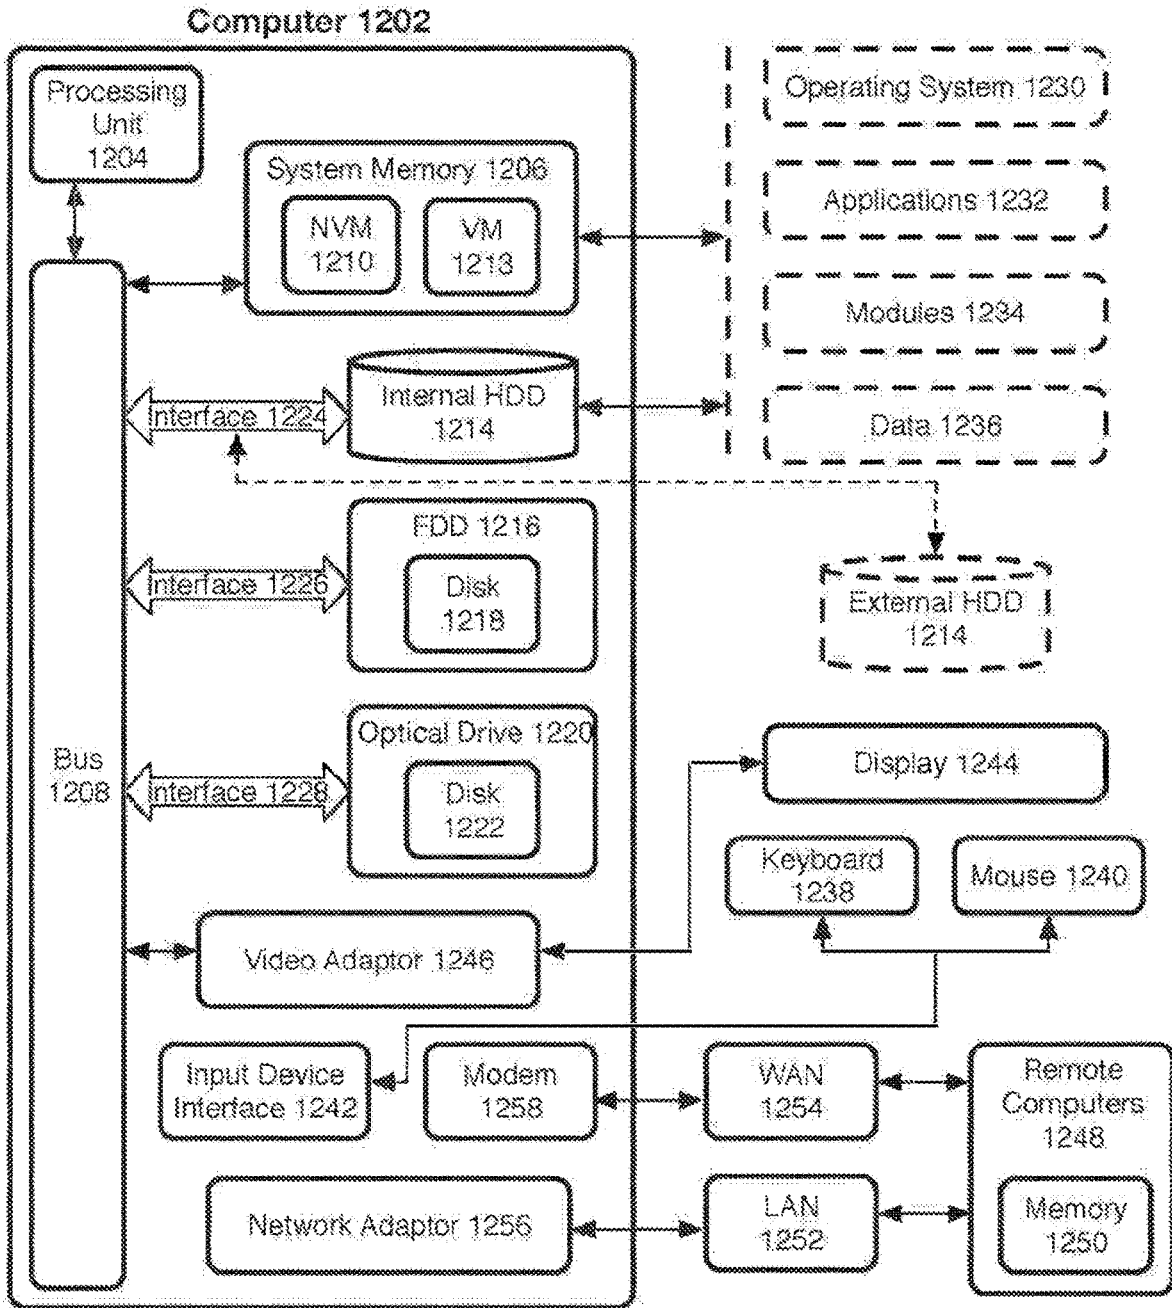 Computer 1202
Processing
Unit
1204
System Memory 1206
NVM
1210
VM
1213
Operating System 1230
Applications 1232
Modules 1234
Data 1236
Interface 1224
Internal HDD
1214
FDD 1216
Interface 1226
Disk
1218
External HDD
1214
Bus
1208
Optical Drive 1220
Interface 1228
Disk
1222
Display 1244
Keyboard
1238
Mouse 1240
Video Adaptor 1246
Input Device
Interface 1242
Modem
1258
WAN
1254
Remote
Computers
1248
Network Adaptor 1256
LAN
1252
Memory
1250